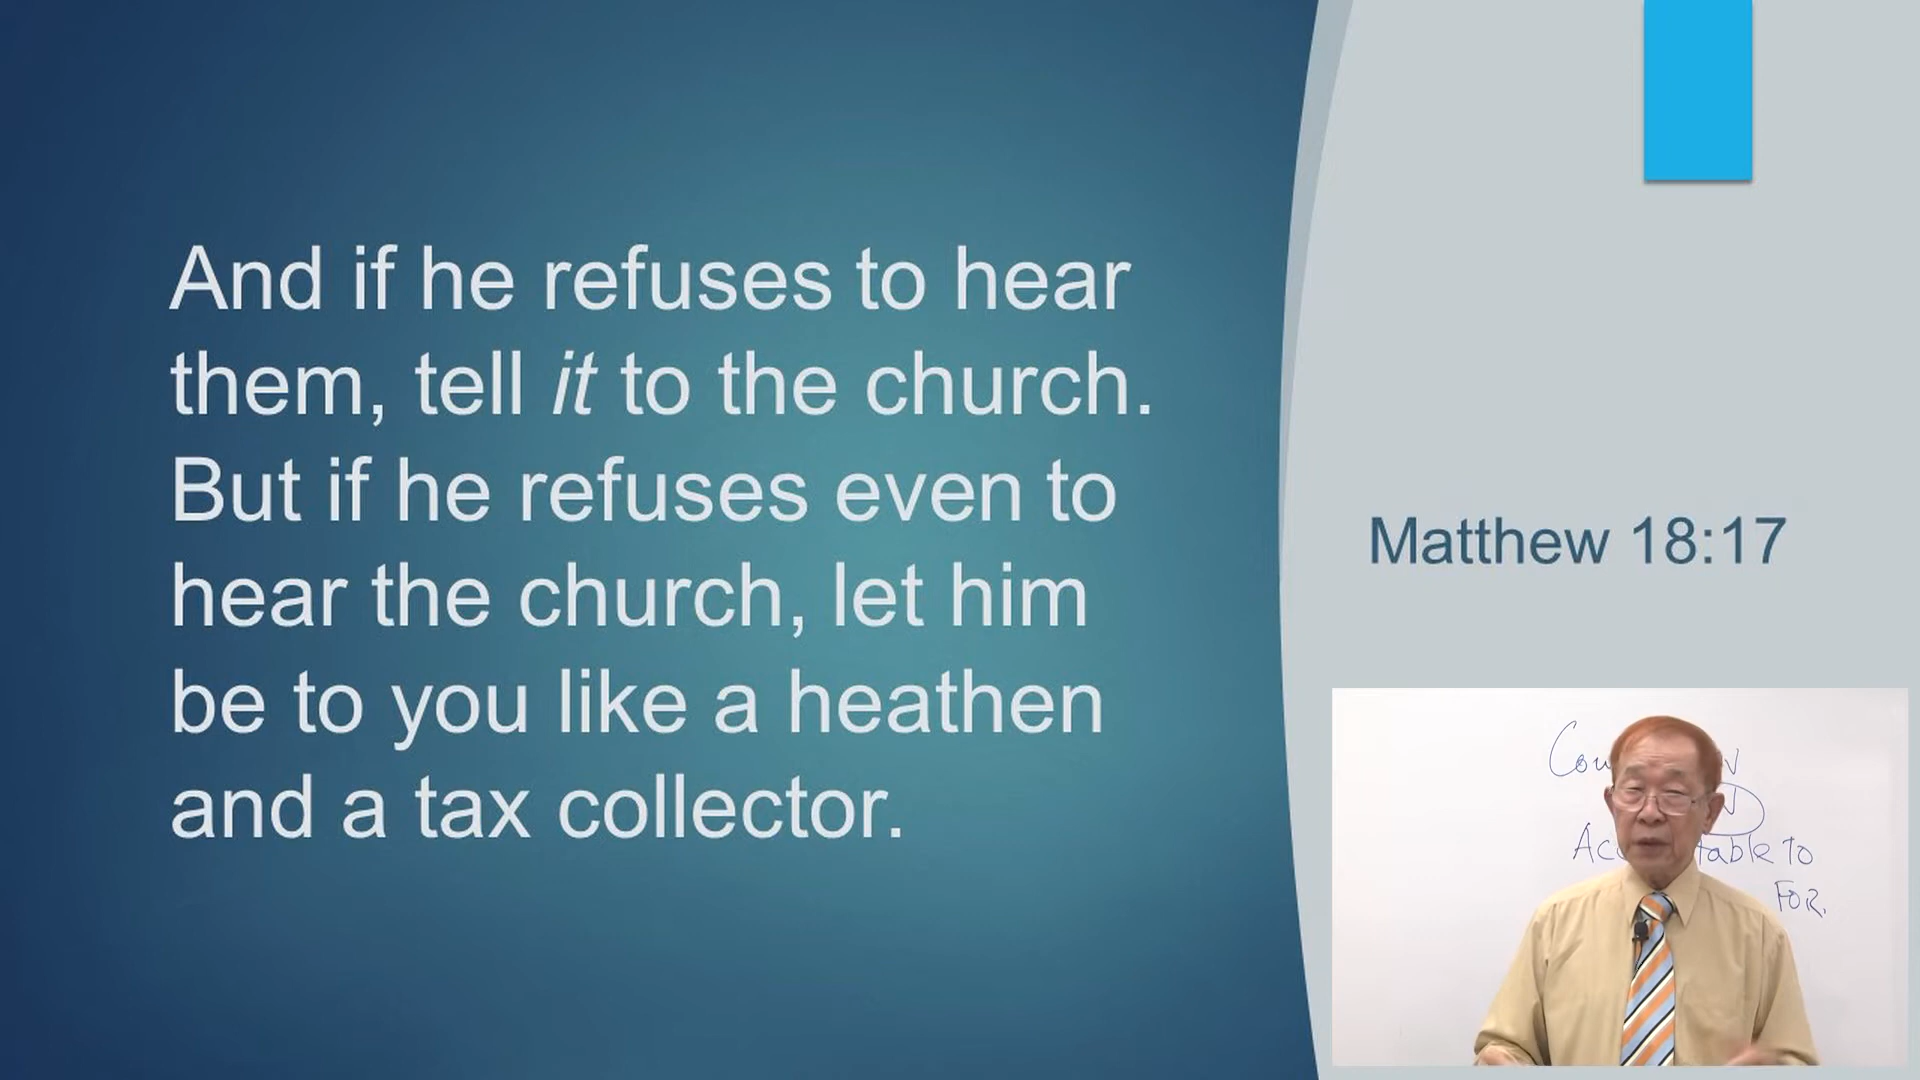 And if he refuses to hear
them, tell it to the church.
But if he refuses even to
hear the church, let him
be to you like a heathen
and a tax collector.
Matthew 18:17
to
FOR.